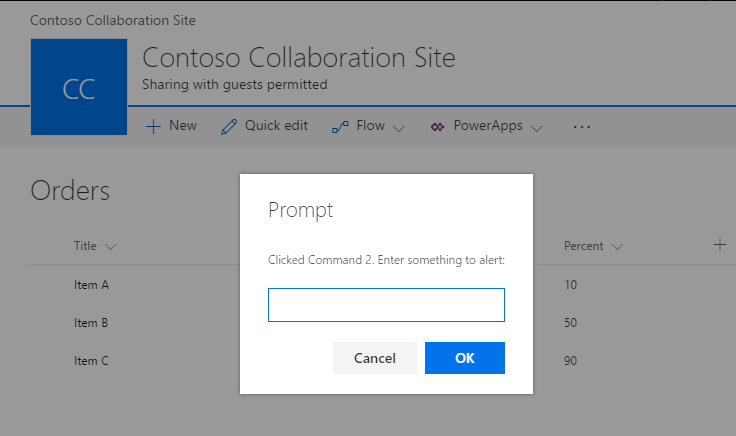 Contoso Collaboration Site
CC
Contoso Collaboration Site
Sharing with guests permitted
New Quick edit Flow PowerApps ...
Orders
Prompt
Title Percent
Clicked Command 2. Enter something to alert:
Item A 10
Item B 50
Item C 90
Cancel OK